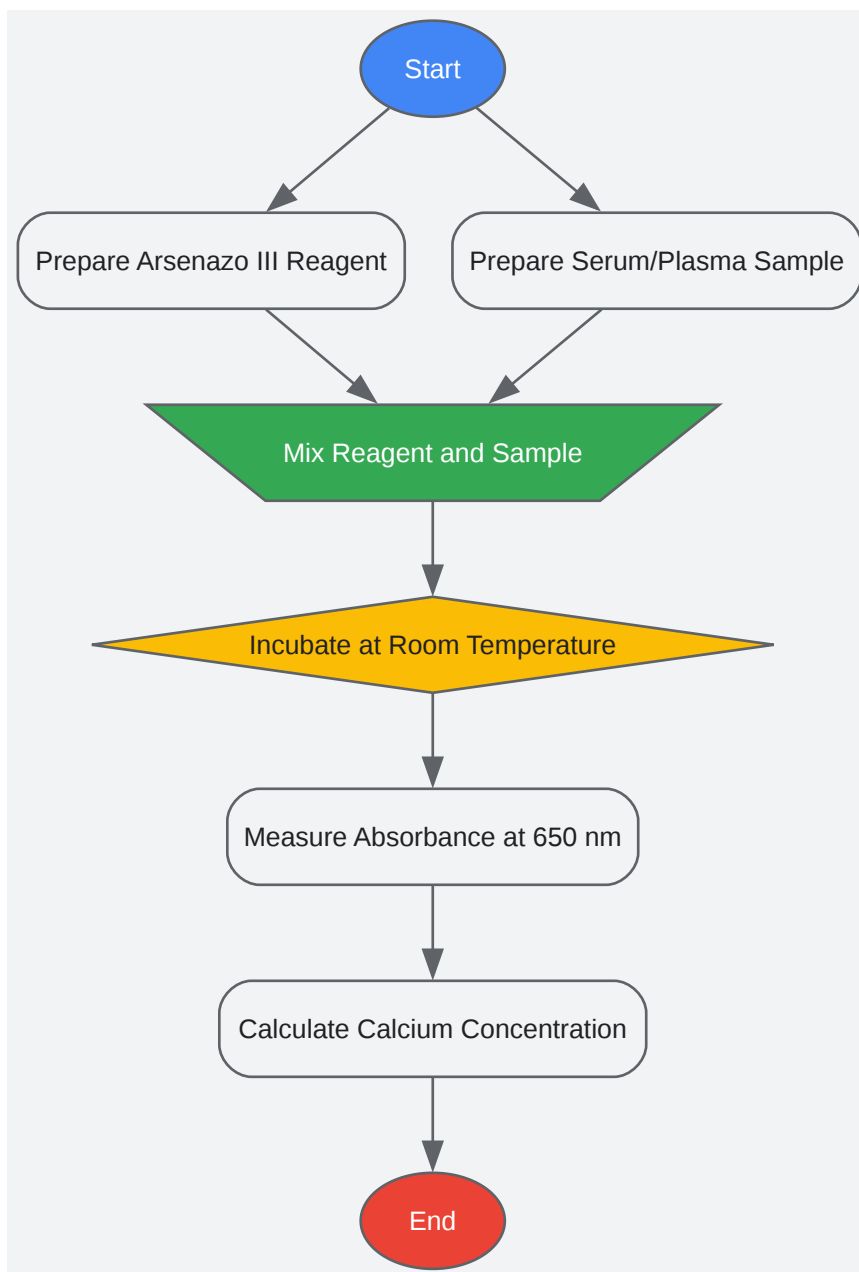 Start
Prepare Arsenazo III Reagent
Prepare Serum/Plasma Sample
Mix Reagent and Sample
Incubate at Room Temperature
Measure Absorbance at 650 nm
Calculate Calcium Concentration
End